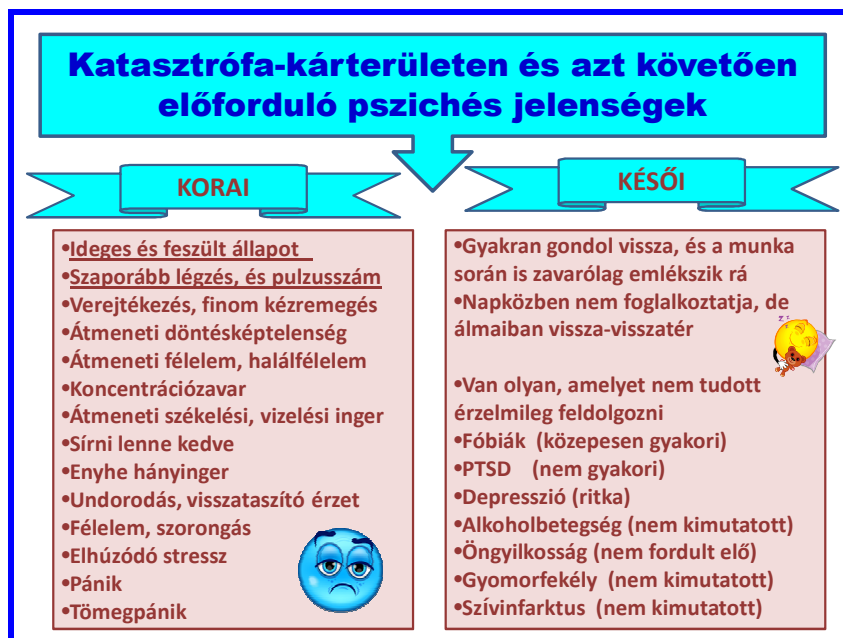 Katasztrófa-kárterületen és azt követően
előforduló pszichés jelenségek
KORAI
•Ideges és feszült állapot
•Szaporább légzés, és pulzusszám
•Verejtékezés, finom kézremegés
•Átmeneti döntésképtelenség
•Átmeneti félelem, halálfélelem
•Koncentrációzavar
•Átmeneti székelési, vizelési inger
•Sírni lenne kedve
•Enyhe hányinger
•Undorodás, visszataszító érzet
•Félelem, szorongás
•Elhúzódó stressz
•Pánik
•Tömegpánik
KÉSŐI
•Gyakran gondol vissza, és a munka
során is zavarólag emlékszik rá
•Napközben nem foglalkoztatja, de
álmaiban vissza-visszatér
•Van olyan, amelyet nem tudott
érzelmileg feldolgozni
•Fóbiák (közepesen gyakori)
•PTSD (nem gyakori)
•Depresszió (ritka)
•Alkoholbetegség (nem kimutatott)
•Öngyilkosság (nem fordult elő)
•Gyomorfekély (nem kimutatott)
•Szívinfarktus (nem kimutatott)